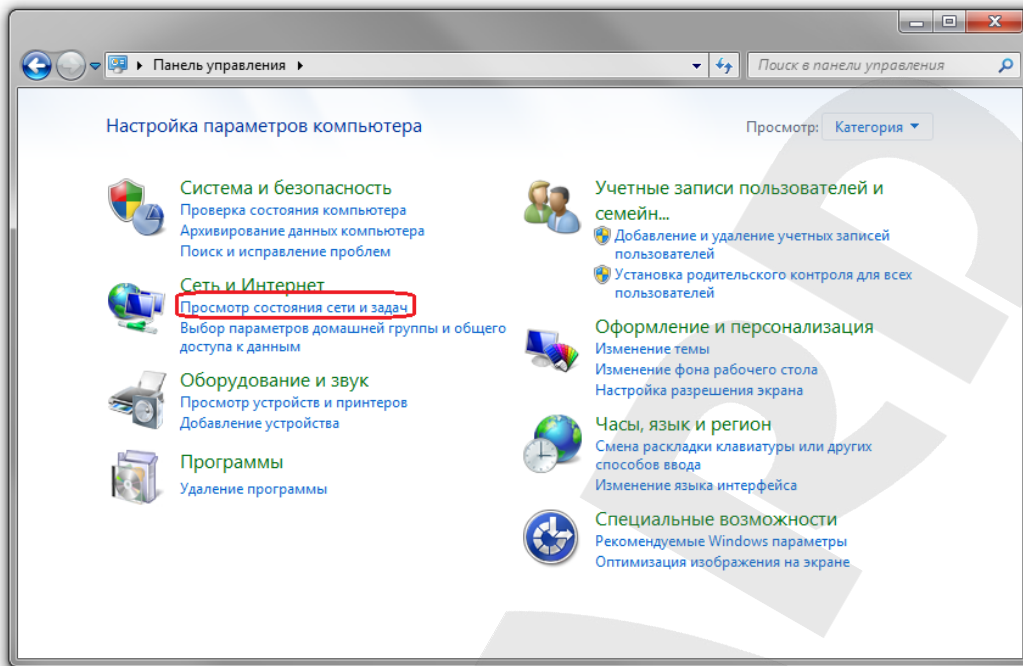 Панель управления
Поиск в панели управления
Настройка параметров компьютера
Просмотр: Категория
Система и безопасность
Проверка состояния компьютера
Архивирование данных компьютера
Поиск и исправление проблем
Сеть и Интернет
Просмотр состояния сети и задач
Выбор параметров домашней группы и общего
доступа к данным
Оборудование и звук
Просмотр устройств и принтеров
Добавление устройства
Программы
Удаление программы
Учетные записи пользователей и
семейн...
Добавление и удаление учетных записей
пользователей
Установка родительского контроля для всех
пользователей
Оформление и персонализация
Изменение темы
Изменение фона рабочего стола
Настройка разрешения экрана
Часы, язык и регион
Смена раскладки клавиатуры или других
способов ввода
Изменение языка интерфейса
Специальные возможности
Рекомендуемые Windows параметры
Оптимизация изображения на экране